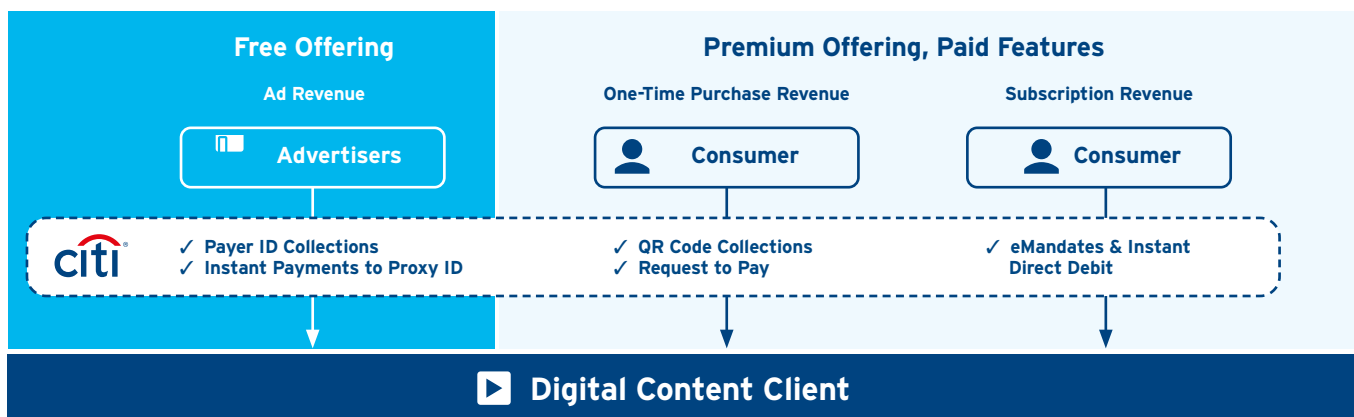 Free Offering
Premium Offering, Paid Features
Ad Revenue
One-Time Purchase Revenue
Subscription Revenue
Advertisers
Consumer
Consumer
citi®
✓ Payer ID Collections
✓ Instant Payments to Proxy ID
✓ QR Code Collections
✓ Request to Pay
✓ eMandates & Instant
Direct Debit
Digital Content Client